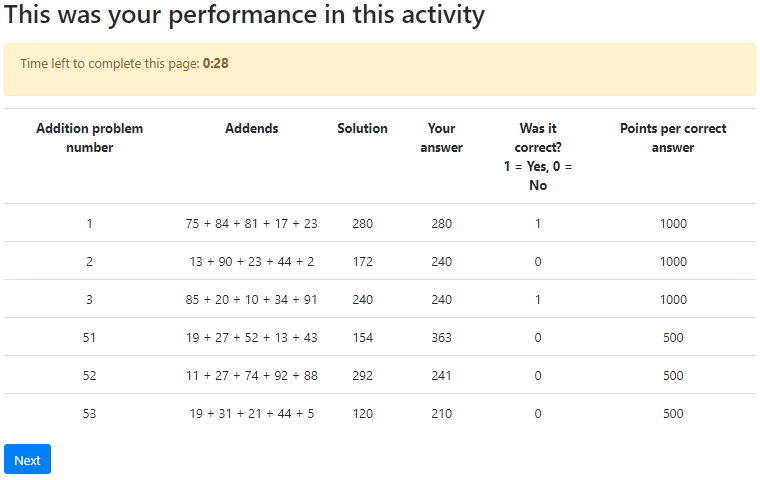 This was your performance in this activity
Time left to complete this page: 0:28
Addition problem number Addends Solution Your answer Was it correct? 1 = Yes, 0 = No Points per correct answer
1 75 + 84 + 81 + 17 + 23 280 280 1 1000
2 13 + 90 + 23 + 44 + 2 172 240 0 1000
3 85 + 20 + 10 + 34 + 91 240 240 1 1000
51 19 + 27 + 52 + 13 + 43 154 363 0 500
52 11 + 27 + 74 + 92 + 88 292 241 0 500
53 19 + 31 + 21 + 44 + 5 120 210 0 500
Next